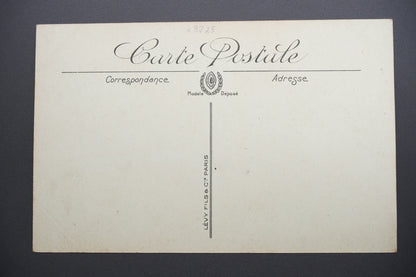 Carte Postale
Correspondance
Adresse
Modèle Déposé
LÉVY FILS & Cie PARIS